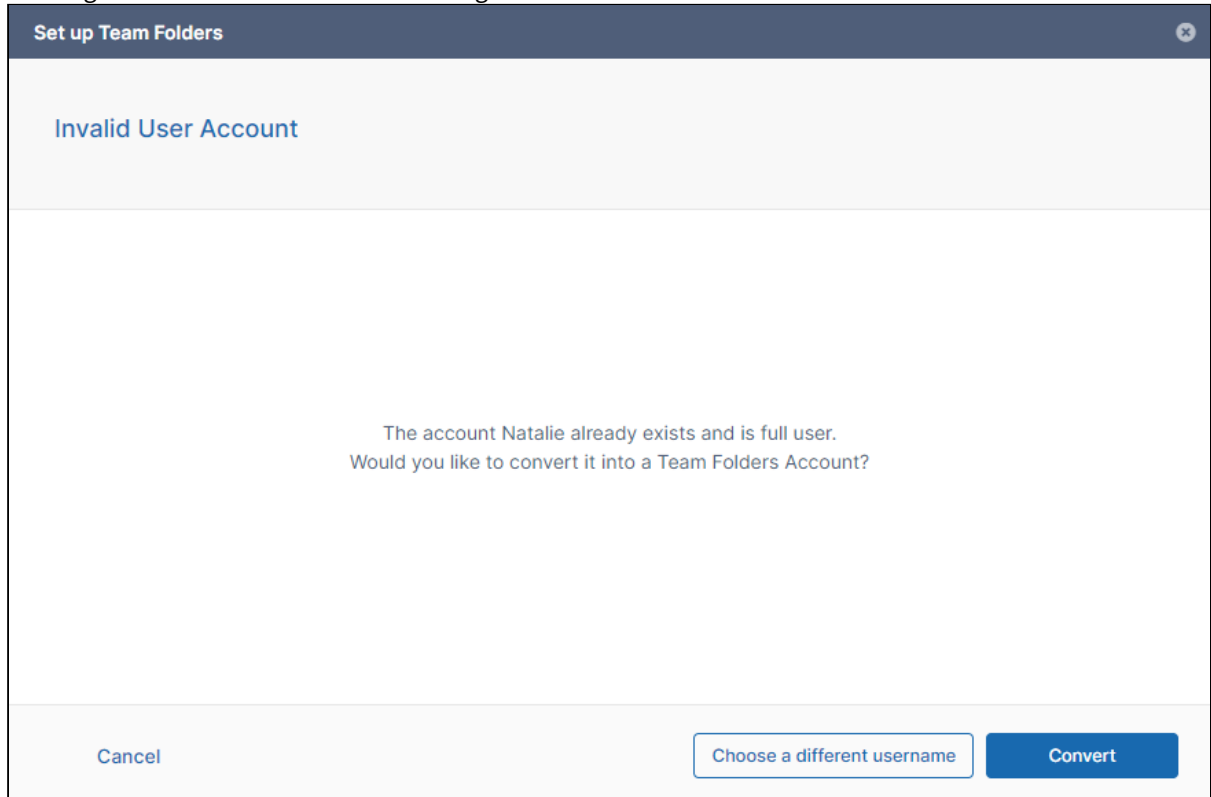 Set up Team Folders
Invalid User Account
The account Natalie already exists and is full user.
Would you like to convert it into a Team Folders Account?
Cancel
Choose a different username
Convert